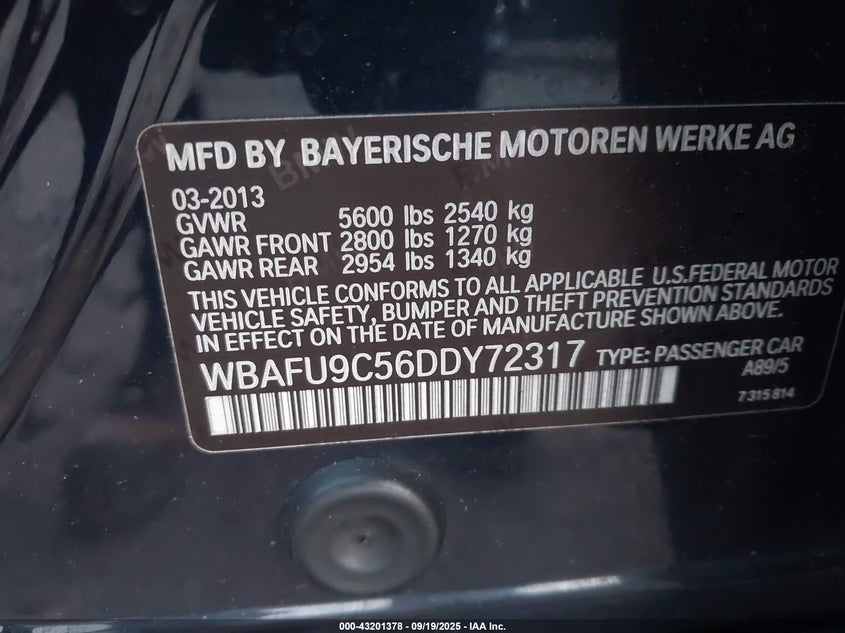 MFD BY BAYERISCHE MOTOREN WERKE AG
03-2013
GVWR 5600 lbs 2540 kg
GAWR FRONT 2800 lbs 1270 kg
GAWR REAR 2954 lbs 1340 kg
THIS VEHICLE CONFORMS TO ALL APPLICABLE U.S.FEDERAL MOTOR
VEHICLE SAFETY, BUMPER AND THEFT PREVENTION STANDARDS
IN EFFECT ON THE DATE OF MANUFACTURE SHOWN ABOVE.
WBAFU9C56DDY72317 TYPE: PASSENGER CAR
A89/5
7 315 814
000-43201378 - 09/19/2025 - IAA Inc.